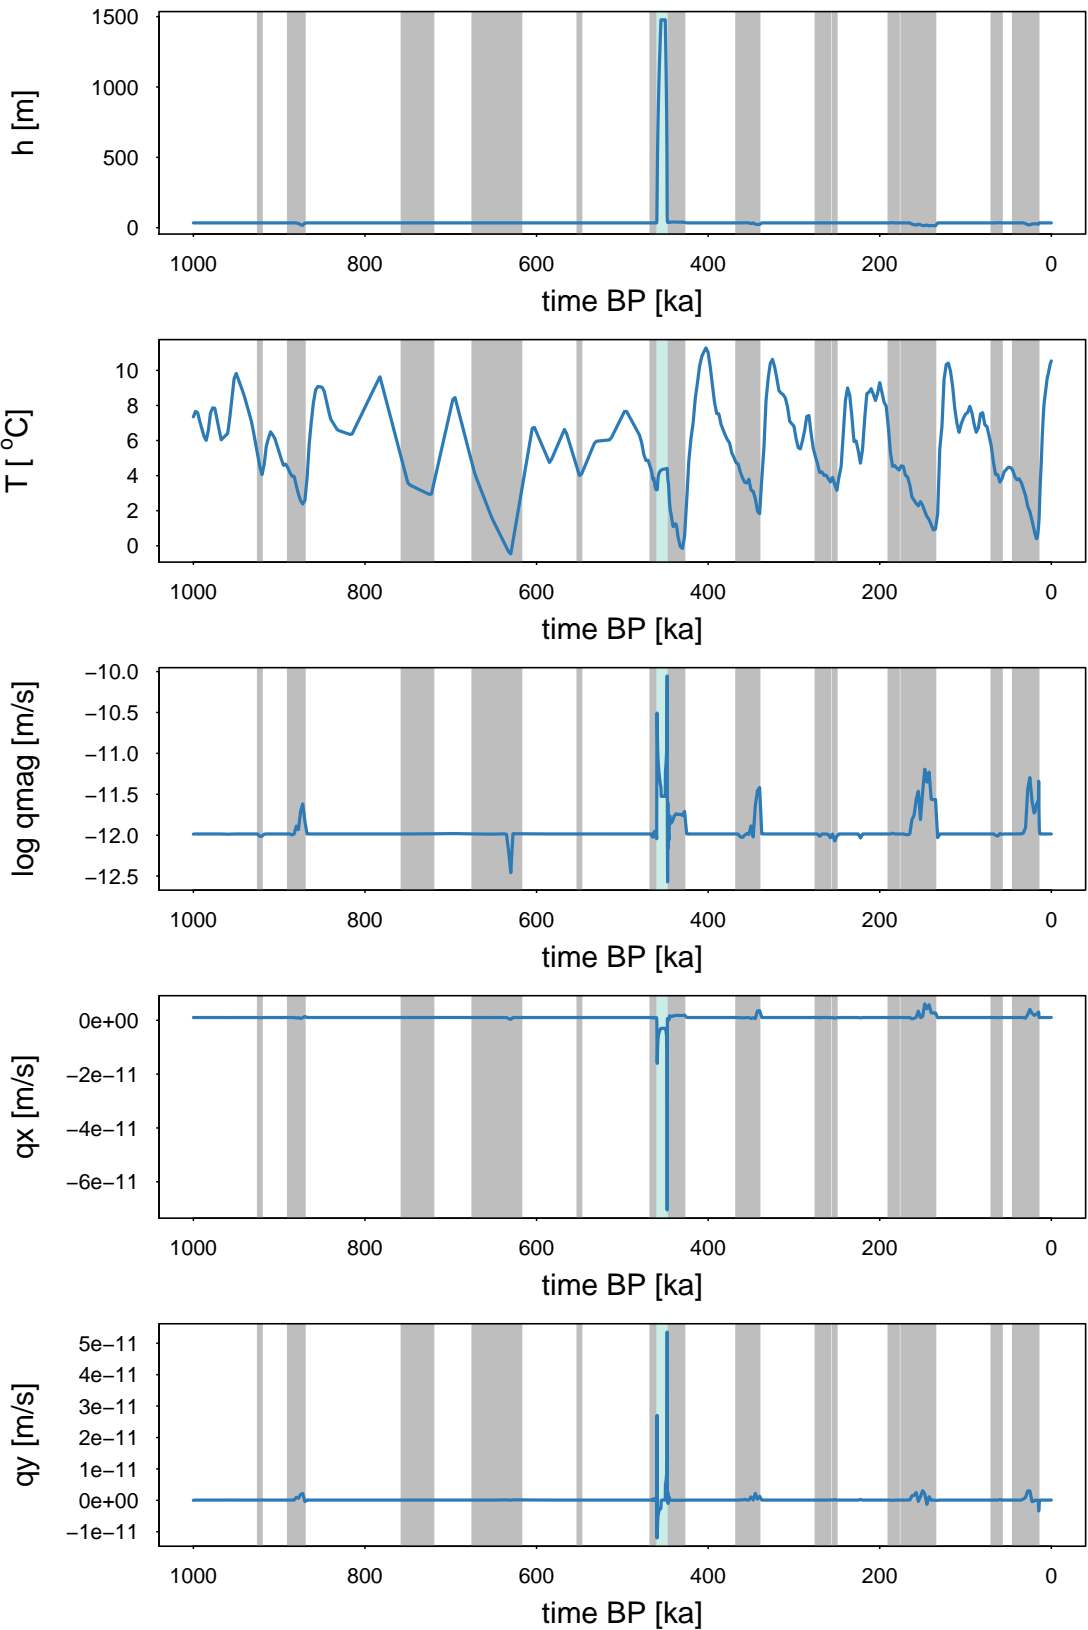 h [m]
1500
1000
500
0
1000 800 600 400 200 0
time BP [ka]
T [ °C]
10
8
6
4
2
0
1000 800 600 400 200 0
time BP [ka]
log qmag [m/s]
−10.0
−10.5
−11.0
−11.5
−12.0
−12.5
1000 800 600 400 200 0
time BP [ka]
qx [m/s]
0e+00
−2e−11
−4e−11
−6e−11
1000 800 600 400 200 0
time BP [ka]
qy [m/s]
5e−11
4e−11
3e−11
2e−11
1e−11
0e+00
−1e−11
1000 800 600 400 200 0
time BP [ka]